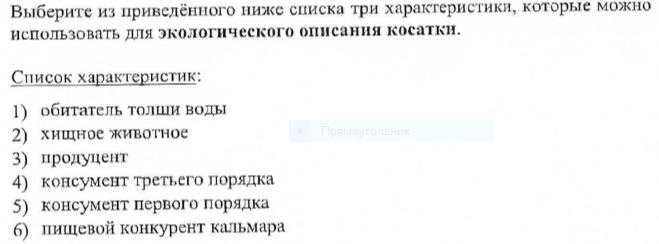 Выберите из приведённого ниже списка три характеристики, которые можно
использовать для экологического описания косатки.
Список характеристик:
1) обитатель толщи воды
2) хищное животное
Прямоугольник
3) продуцент
4) консумент третьего порядка
5) консумент первого порядка
6) пищевой конкурент кальмара